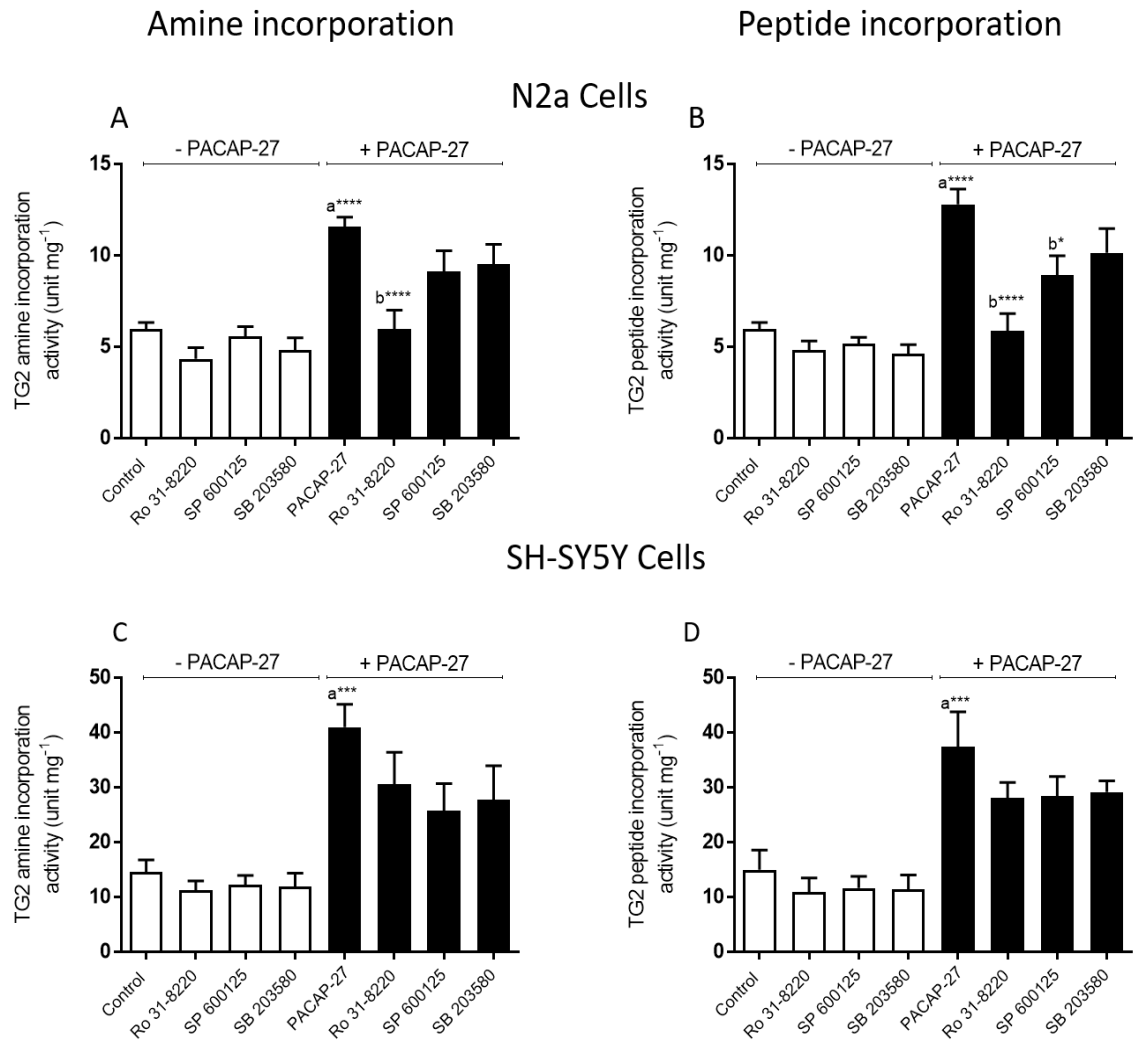 Amine incorporation
Peptide incorporation
N2a Cells
A
- PACAP-27
+ PACAP-27
TG2 amine incorporation
activity (unit mg-1)
15
10
5
0
a****
b****
Control
Ro 31-8220
SP 600125
SB 203580
PACAP-27
Ro 31-8220
SP 600125
SB 203580
B
- PACAP-27
+ PACAP-27
TG2 peptide incorporation
activity (unit mg-1)
15
10
5
0
a****
b****
b*
Control
Ro 31-8220
SP 600125
SB 203580
PACAP-27
Ro 31-8220
SP 600125
SB 203580
SH-SY5Y Cells
C
- PACAP-27
+ PACAP-27
TG2 amine incorporation
activity (unit mg-1)
50
40
30
20
10
0
a***
Control
Ro 31-8220
SP 600125
SB 203580
PACAP-27
Ro 31-8220
SP 600125
SB 203580
D
- PACAP-27
+ PACAP-27
TG2 peptide incorporation
activity (unit mg-1)
50
40
30
20
10
0
a***
Control
Ro 31-8220
SP 600125
SB 203580
PACAP-27
Ro 31-8220
SP 600125
SB 203580